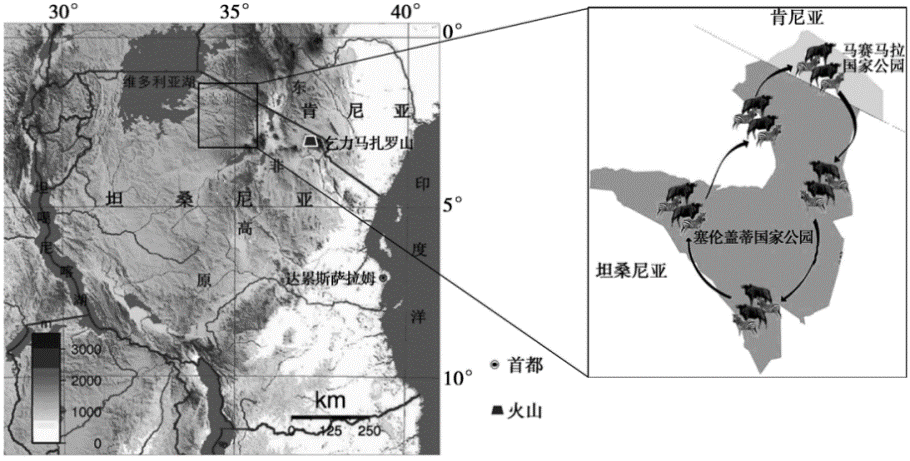 30° 35° 40°
0°
维多利亚湖
东
肯 尼 亚
乞力马扎罗山
非
坦 桑 尼 亚
高
原
5°
印
度
洋
坦
噶
尼
喀
湖
达累斯萨拉姆
10°
m
3000
2000
1000
0
km
0 125 250
首都
火山
肯尼亚
马赛马拉
国家公园
塞伦盖蒂国家公园
坦桑尼亚